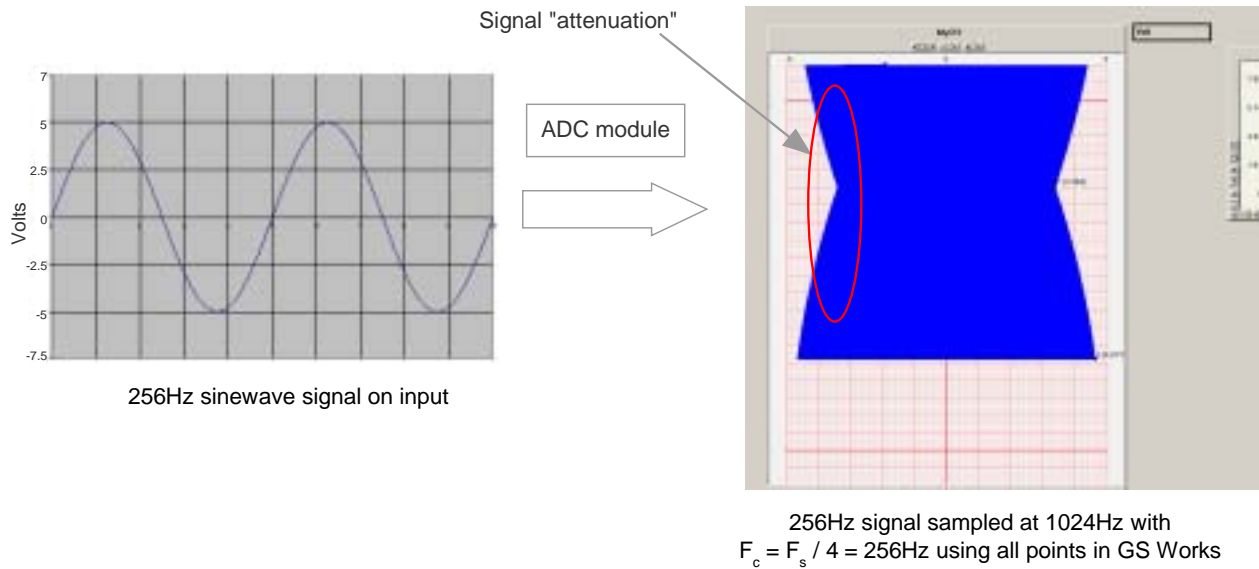 Signal "attenuation"
7
5
2.5
0
-2.5
-5
-7.5
Volts
ADC module
256Hz sinewave signal on input
256Hz signal sampled at 1024Hz with
F_c = F_s / 4 = 256Hz using all points in GS Works